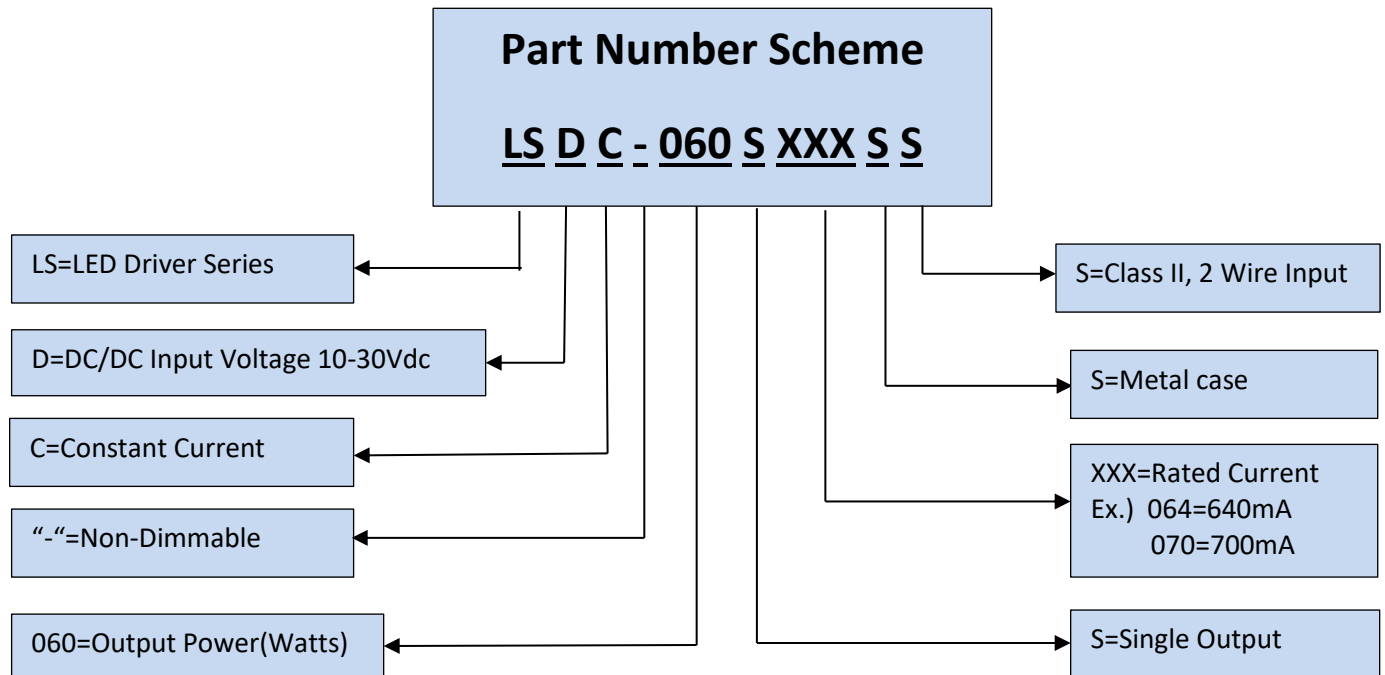 Part Number Scheme
LS D C - 060 S XXX S S
LS=LED Driver Series
D=DC/DC Input Voltage 10-30Vdc
C=Constant Current
“-“=Non-Dimmable
060=Output Power(Watts)
S=Class II, 2 Wire Input
S=Metal case
XXX=Rated Current
Ex.) 064=640mA
070=700mA
S=Single Output